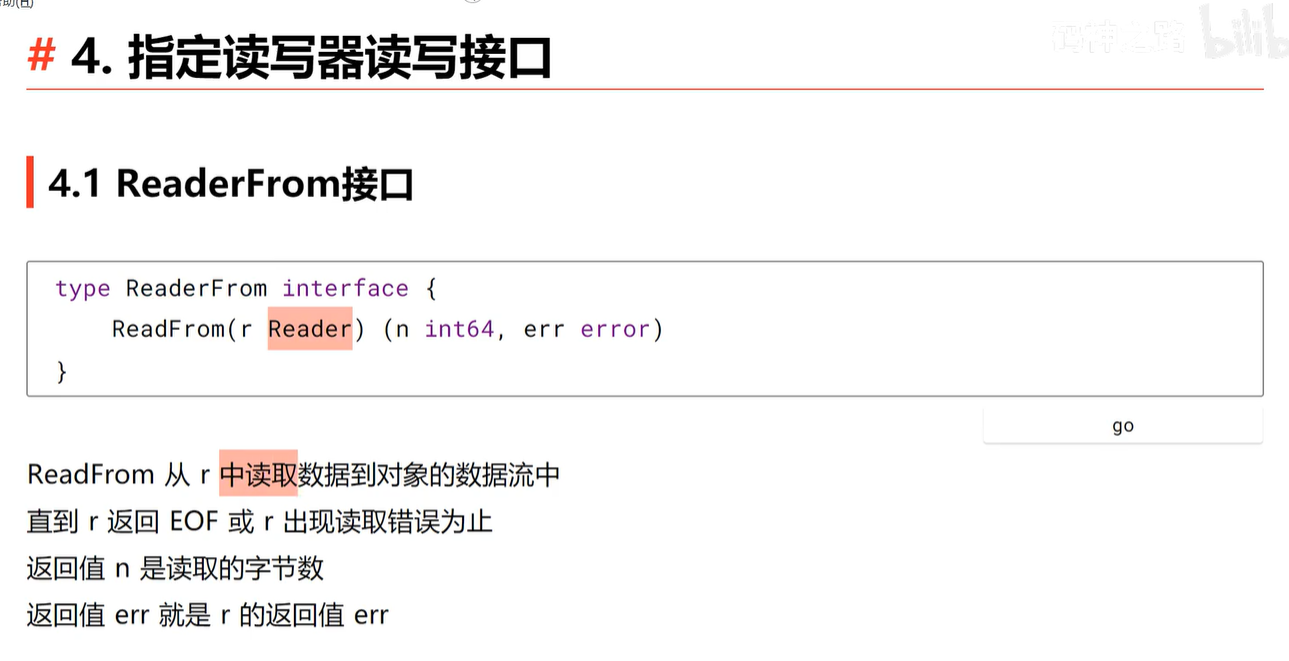 # 4. 指定读写器读写接口
4.1 ReaderFrom接口
type ReaderFrom interface {
ReadFrom(r Reader) (n int64, err error)
}
go
ReadFrom 从 r 中读取数据到对象的数据流中
直到 r 返回 EOF 或 r 出现读取错误为止
返回值 n 是读取的字节数
返回值 err 就是 r 的返回值 err
码神之路